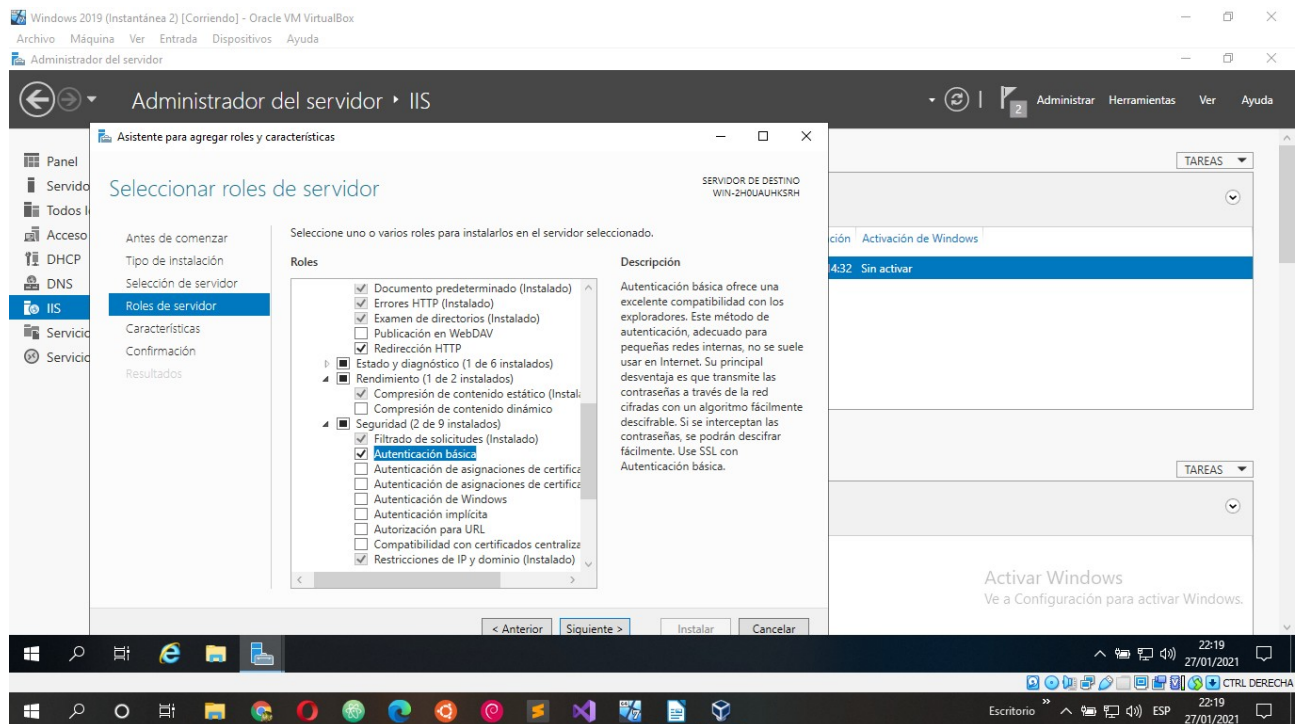 Windows 2019 (Instantánea 2) [Corriendo] - Oracle VM VirtualBox
Archivo Máquina Ver Entrada Dispositivos Ayuda
Administrador del servidor
Administrador del servidor IIS
2 Administrar Herramientas Ver Ayuda
Panel
Servido
Todos l
Acceso
DHCP
DNS
IIS
Servicio
Servicio
Asistente para agregar roles y características
Seleccionar roles de servidor
SERVIDOR DE DESTINO
WIN-2H0UAUHKSRH
Antes de comenzar
Tipo de instalación
Selección de servidor
Roles de servidor
Características
Confirmación
Resultados
Seleccione uno o varios roles para instalarlos en el servidor seleccionado.
Roles
Documento predeterminado (Instalado)
Errores HTTP (Instalado)
Examen de directorios (Instalado)
Publicación en WebDAV
Redirección HTTP
Estado y diagnóstico (1 de 6 instalados)
Rendimiento (1 de 2 instalados)
Compresión de contenido estático (Instala
Compresión de contenido dinámico
Seguridad (2 de 9 instalados)
Filtrado de solicitudes (Instalado)
Autenticación básica
Autenticación de asignaciones de certifica
Autenticación de asignaciones de certifica
Autenticación de Windows
Autenticación implícita
Autorización para URL
Compatibilidad con certificados centraliza
Restricciones de IP y dominio (Instalado)
Descripción
Autenticación básica ofrece una
excelente compatibilidad con los
exploradores. Este método de
autenticación, adecuado para
pequeñas redes internas, no se suele
usar en Internet. Su principal
desventaja es que transmite las
contraseñas a través de la red
cifradas con un algoritmo fácilmente
descifrable. Si se interceptan las
contraseñas, se podrán descifrar
fácilmente. Use SSL con
Autenticación básica.
< Anterior Siguiente > Instalar Cancelar
TAREAS
ción Activación de Windows
14:32 Sin activar
TAREAS
Activar Windows
Ve a Configuración para activar Windows.
22:19
27/01/2021
CTRL DERECHA
Escritorio ESP 22:19
27/01/2021